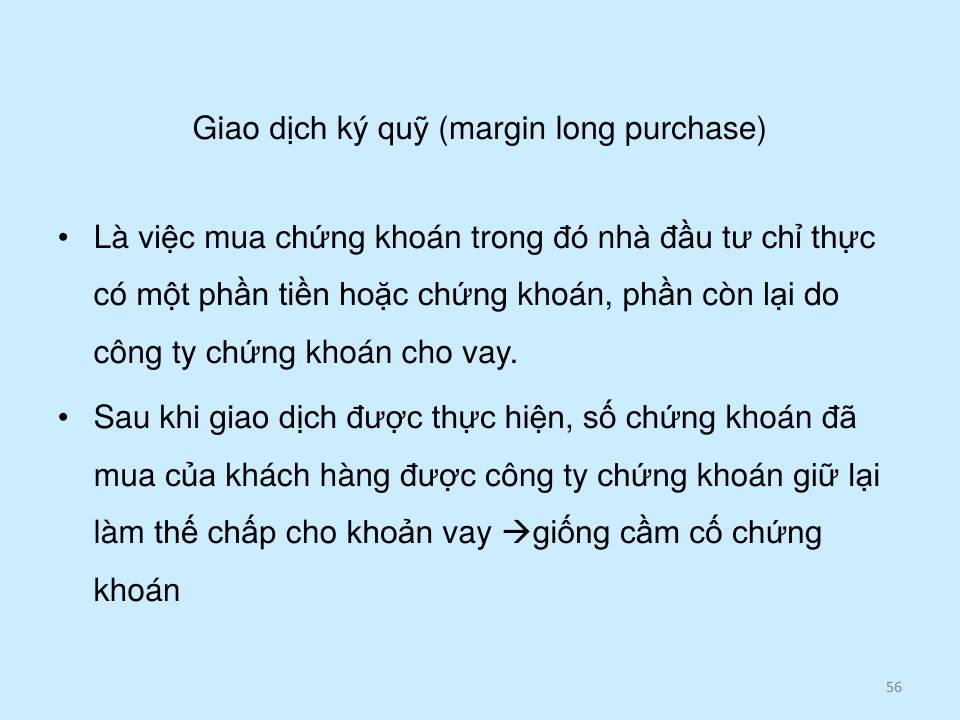 Giao dịch ký quỹ (margin long purchase)
• Là việc mua chứng khoán trong đó nhà đầu tư chỉ thực
có một phần tiền hoặc chứng khoán, phần còn lại do
công ty chứng khoán cho vay.
• Sau khi giao dịch được thực hiện, số chứng khoán đã
mua của khách hàng được công ty chứng khoán giữ lại
làm thế chấp cho khoản vay →giống cầm cố chứng
khoán
56